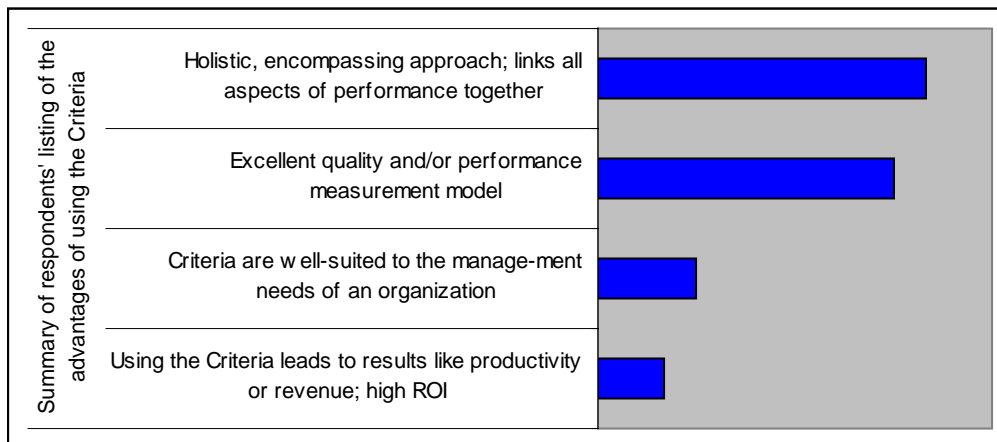 Summary of respondents' listing of the
advantages of using the Criteria
Holistic, encompassing approach; links all
aspects of performance together
Excellent quality and/or performance
measurement model
Criteria are well-suited to the manage-ment
needs of an organization
Using the Criteria leads to results like productivity
or revenue; high ROI